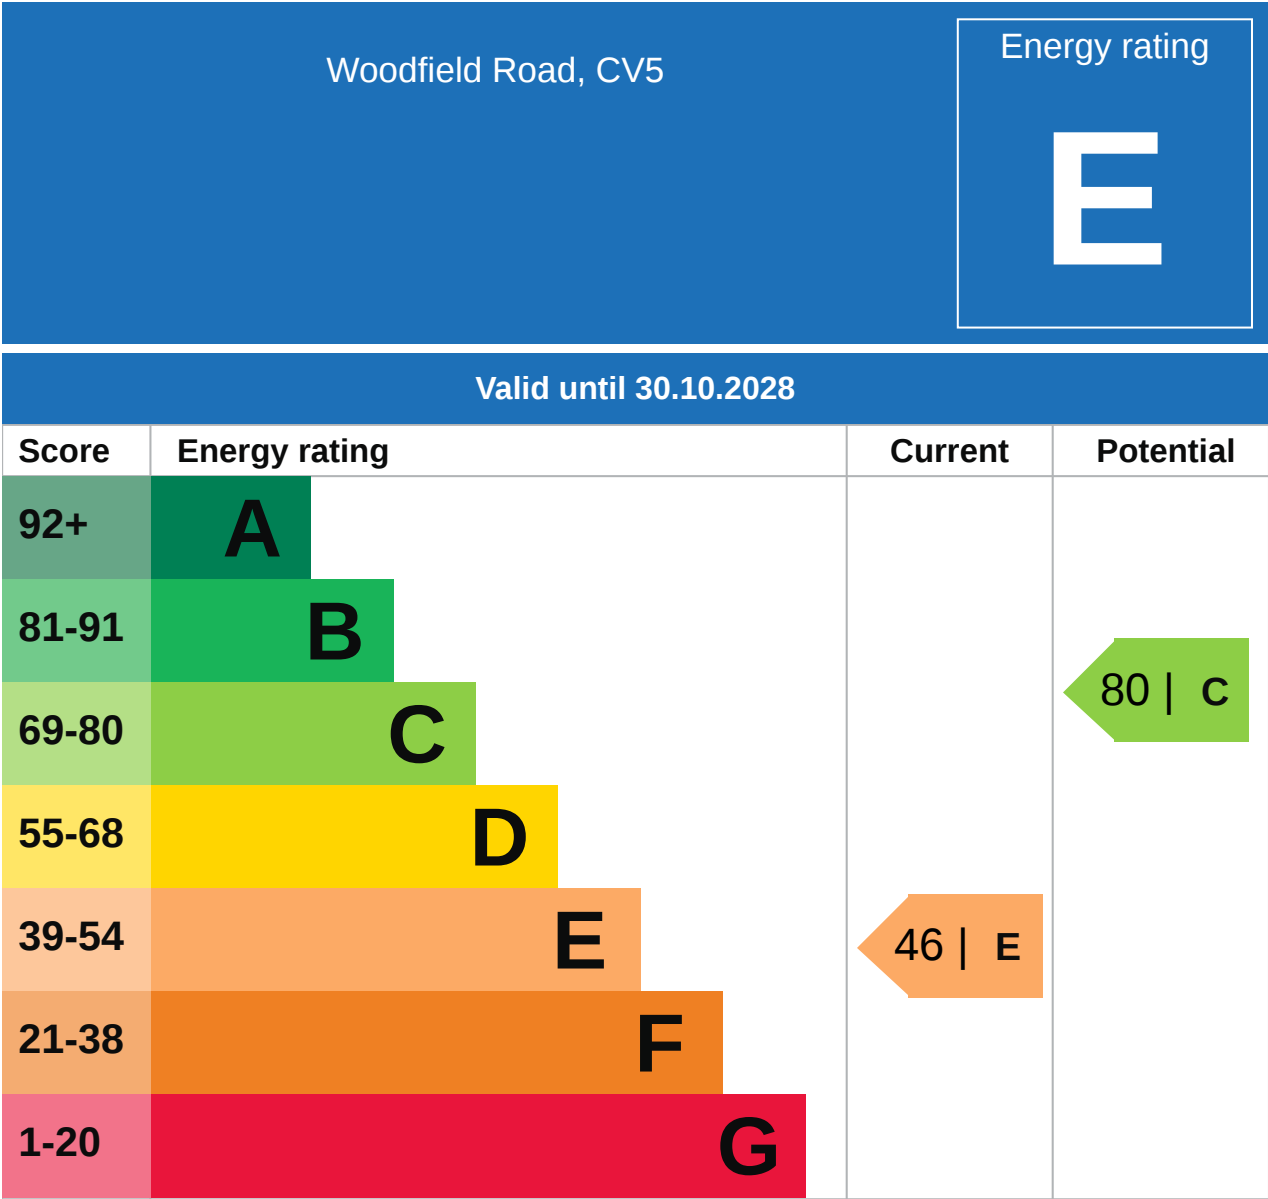 Woodfield Road, CV5
Energy rating
E
Valid until 30.10.2028
Score Energy rating Current Potential
92+ A
81-91 B
80 | C
69-80 C
55-68 D
39-54 E
46 | E
21-38 F
1-20 G